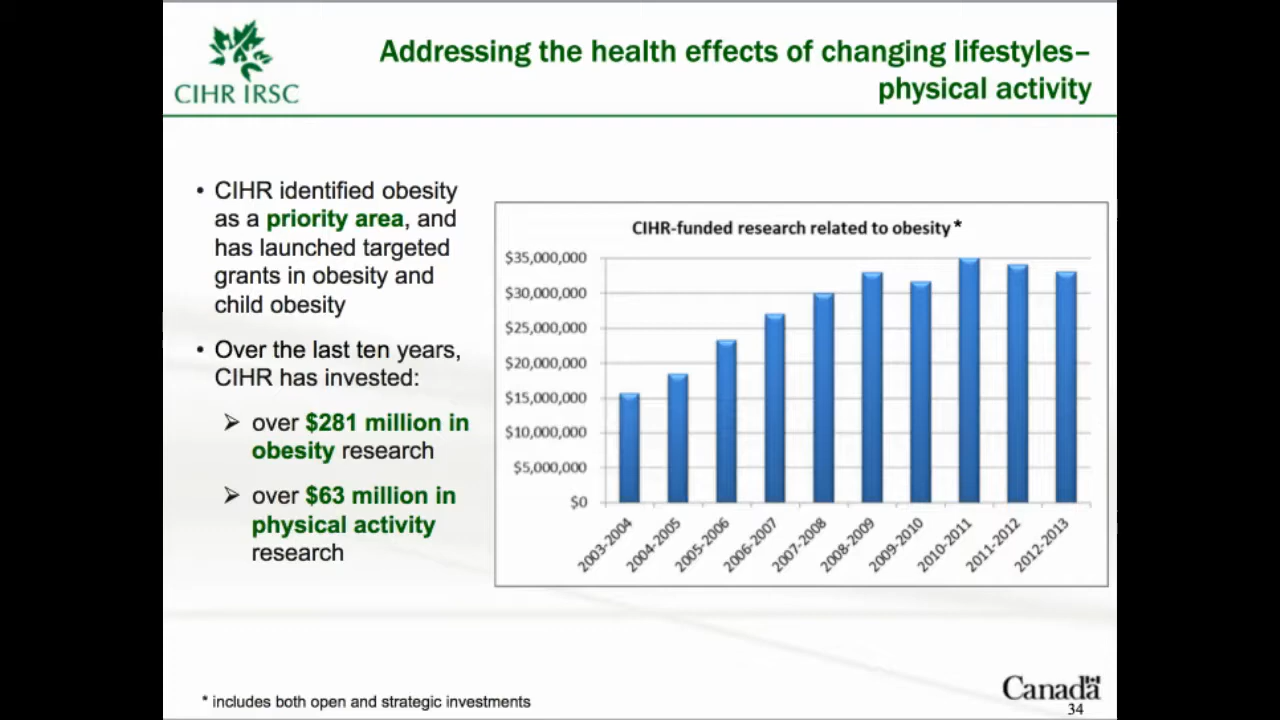 CIHR IRSC
Addressing the health effects of changing lifestyles–
physical activity
• CIHR identified obesity
as a priority area, and
has launched targeted
grants in obesity and
child obesity
• Over the last ten years,
CIHR has invested:
➢ over $281 million in
obesity research
➢ over $63 million in
physical activity
research
CIHR-funded research related to obesity *
$35,000,000
$30,000,000
$25,000,000
$20,000,000
$15,000,000
$10,000,000
$5,000,000
$0
2003-2004
2004-2005
2005-2006
2006-2007
2007-2008
2008-2009
2009-2010
2010-2011
2011-2012
2012-2013
* includes both open and strategic investments
Canada
34